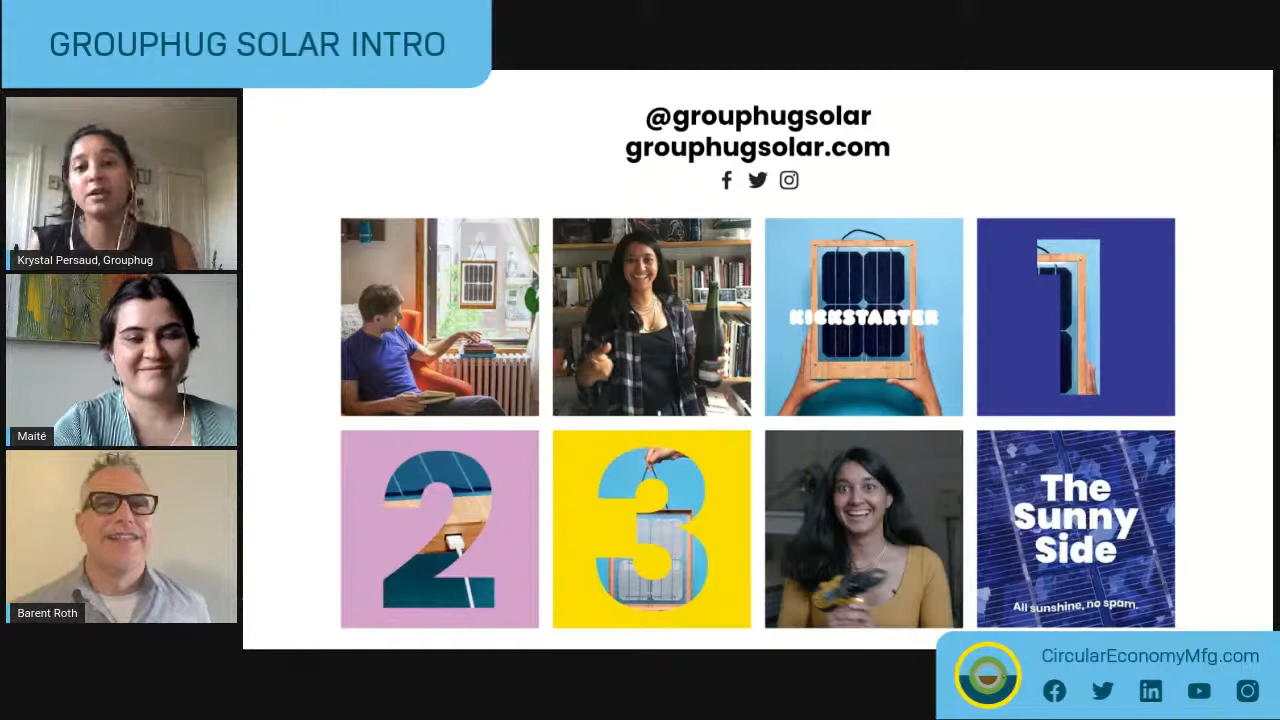 GROUPHUG SOLAR INTRO
@grouphugsolar
grouphugsolar.com
Krystal Persaud, Grouphug
Maité
Barent Roth
KICKSTARTER
1
2
3
The
Sunny
Side
All sunshine, no spam.
CircularEconomyMfg.com